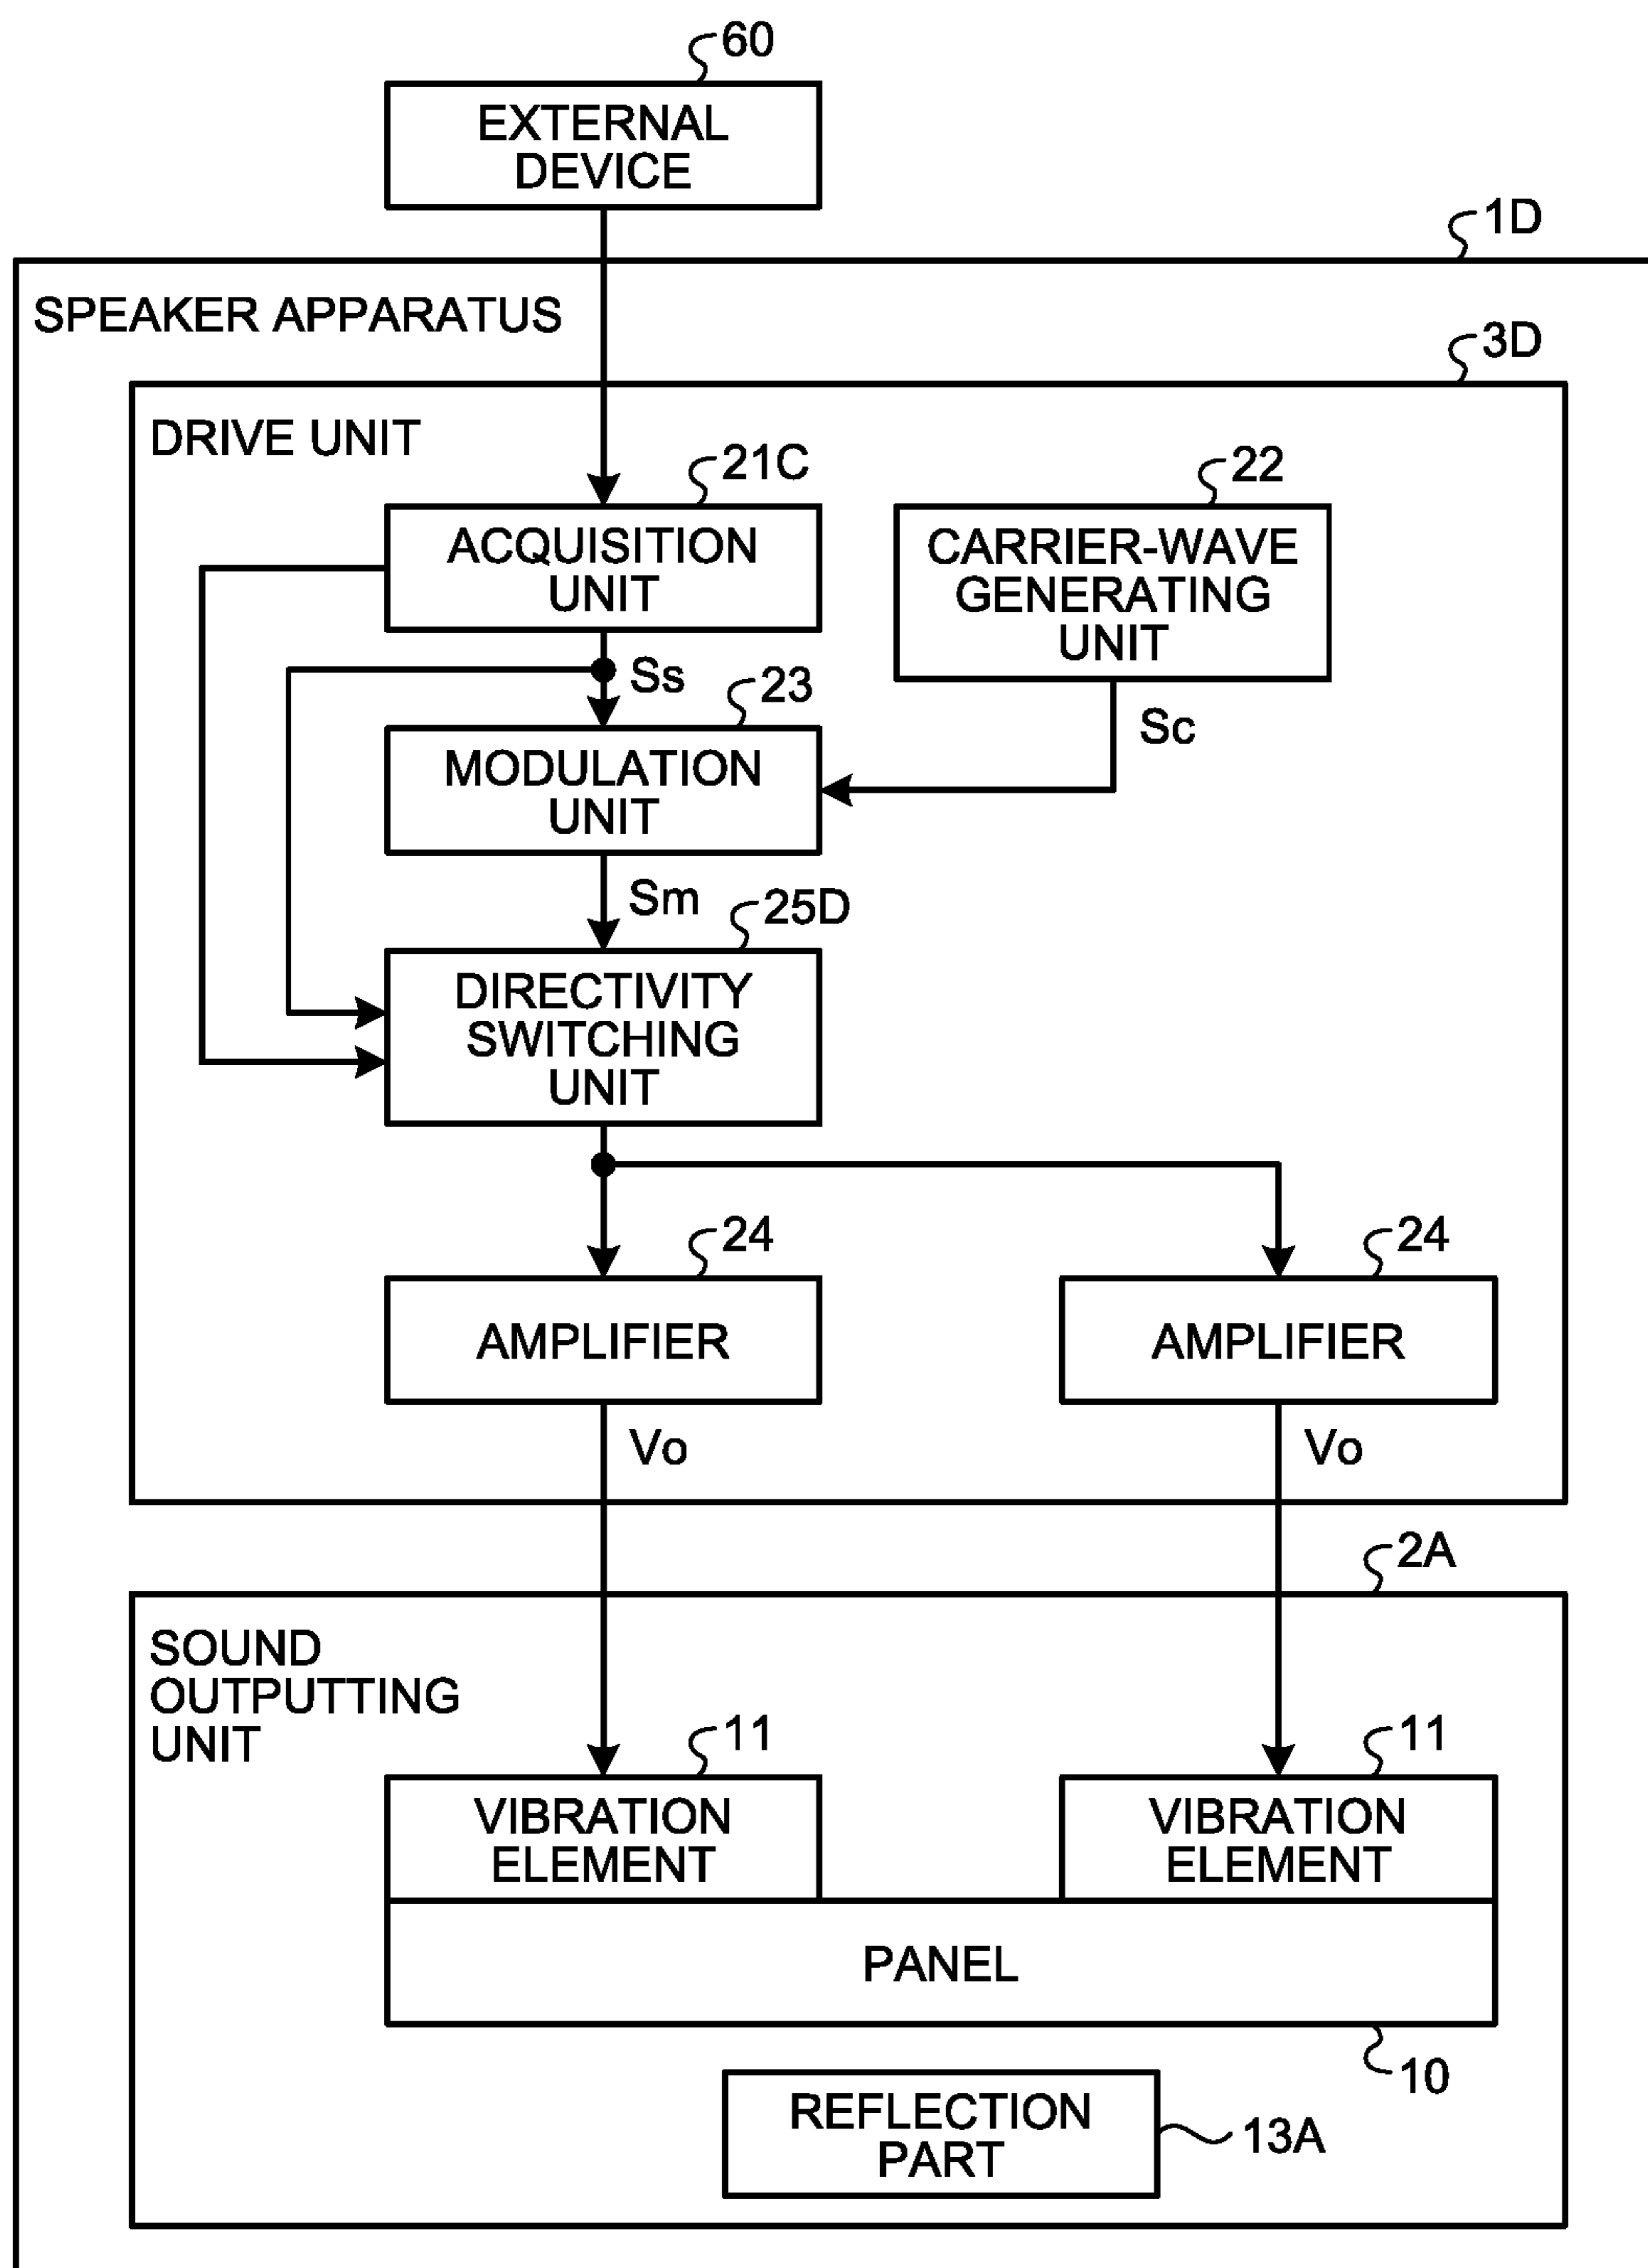 60
EXTERNAL
DEVICE
1D
SPEAKER APPARATUS
3D
DRIVE UNIT
21C
22
ACQUISITION
UNIT
CARRIER-WAVE
GENERATING
UNIT
Ss
23
Sc
MODULATION
UNIT
Sm
25D
DIRECTIVITY
SWITCHING
UNIT
24
24
AMPLIFIER
AMPLIFIER
Vo
Vo
2A
SOUND
OUTPUTTING
UNIT
11
11
VIBRATION
ELEMENT
VIBRATION
ELEMENT
PANEL
10
REFLECTION
PART
13A